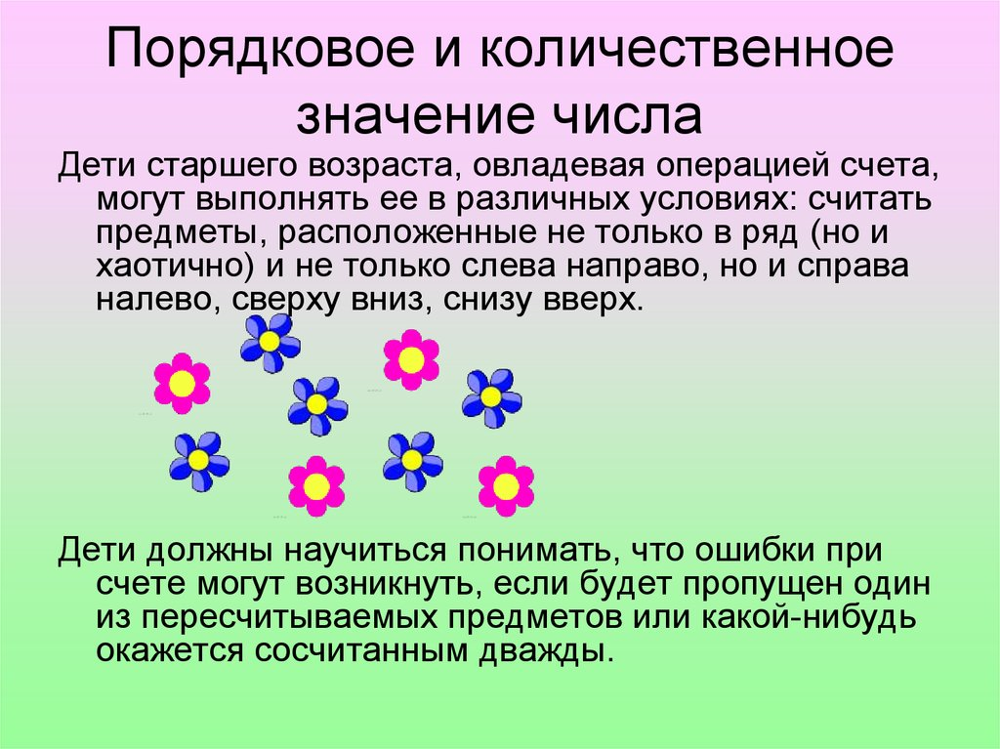 Порядковое и количественное
значение числа
Дети старшего возраста, овладевая операцией счета,
могут выполнять ее в различных условиях: считать
предметы, расположенные не только в ряд (но и
хаотично) и не только слева направо, но и справа
налево, сверху вниз, снизу вверх.
Дети должны научиться понимать, что ошибки при
счете могут возникнуть, если будет пропущен один
из пересчитываемых предметов или какой-нибудь
окажется сосчитанным дважды.